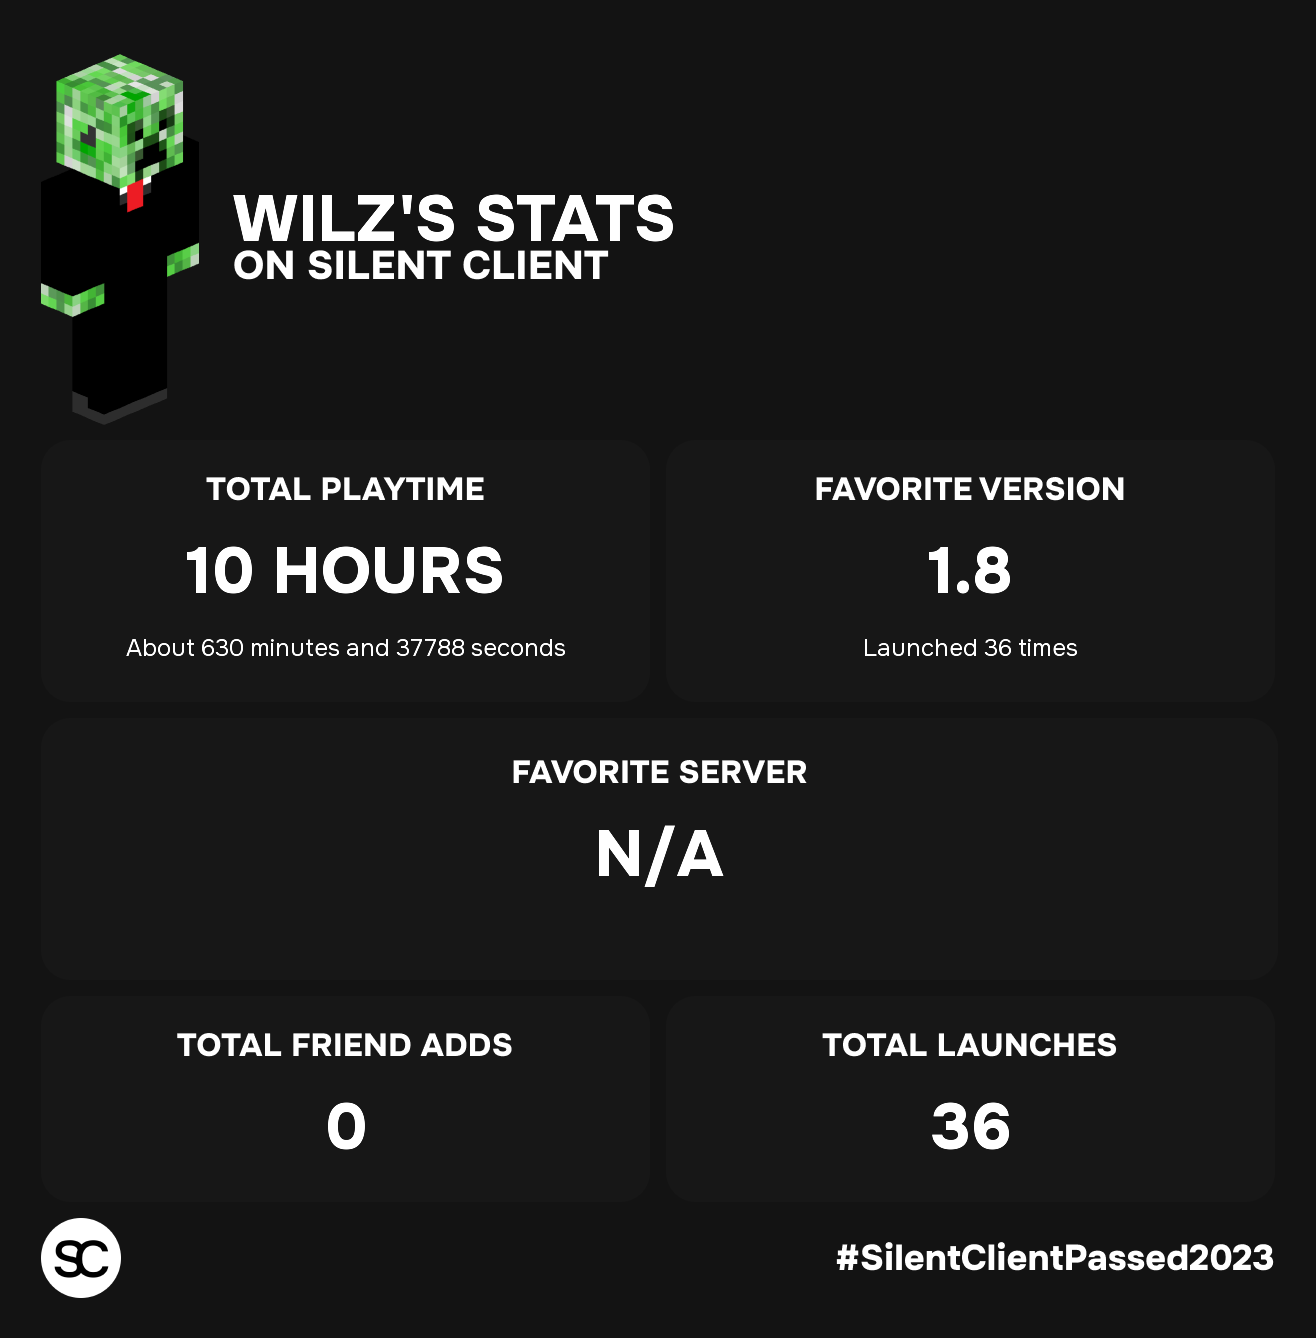 WILZ'S STATS
ON SILENT CLIENT
TOTAL PLAYTIME
10 HOURS
About 630 minutes and 37788 seconds
FAVORITE VERSION
1.8
Launched 36 times
FAVORITE SERVER
N/A
TOTAL FRIEND ADDS
0
TOTAL LAUNCHES
36
SC
#SilentClientPassed2023